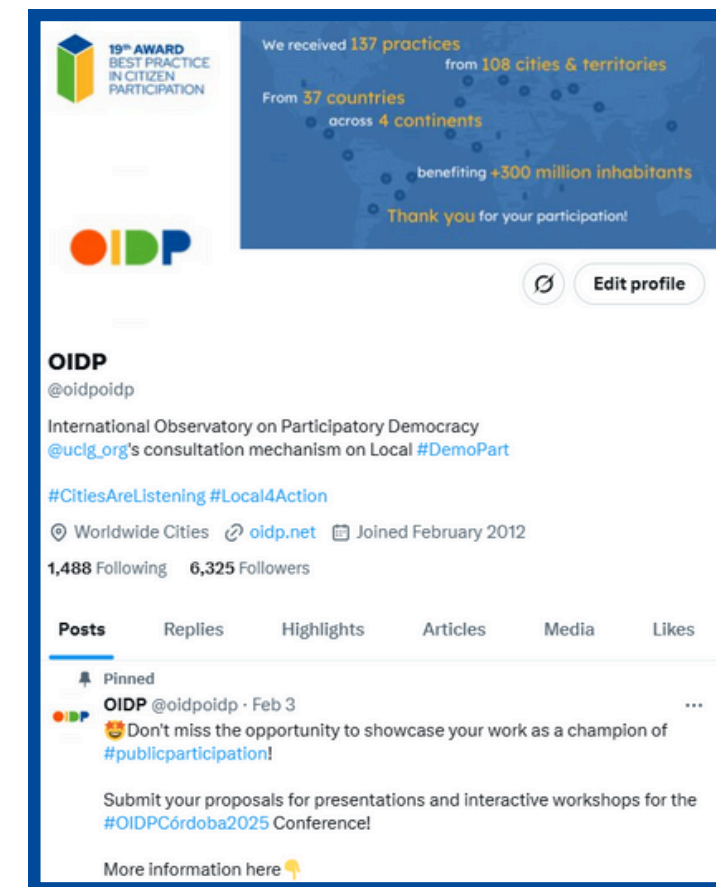 19th AWARD
BEST PRACTICE
IN CITIZEN
PARTICIPATION
We received 137 practices
from 108 cities & territories
From 37 countries
across 4 continents
benefiting +300 million inhabitants
Thank you for your participation!
OIDP
Edit profile
OIDP
@oidpoidp
International Observatory on Participatory Democracy
@uclg_org's consultation mechanism on Local #DemoPart
#CitiesAreListening #Local4Action
Worldwide Cities oidp.net Joined February 2012
1,488 Following 6,325 Followers
Posts Replies Highlights Articles Media Likes
Pinned
OIDP
OIDP @oidpoidp · Feb 3 ...
🤩Don't miss the opportunity to showcase your work as a champion of
#publicparticipation!
Submit your proposals for presentations and interactive workshops for the
#OIDPCórdoba2025 Conference!
More information here👇